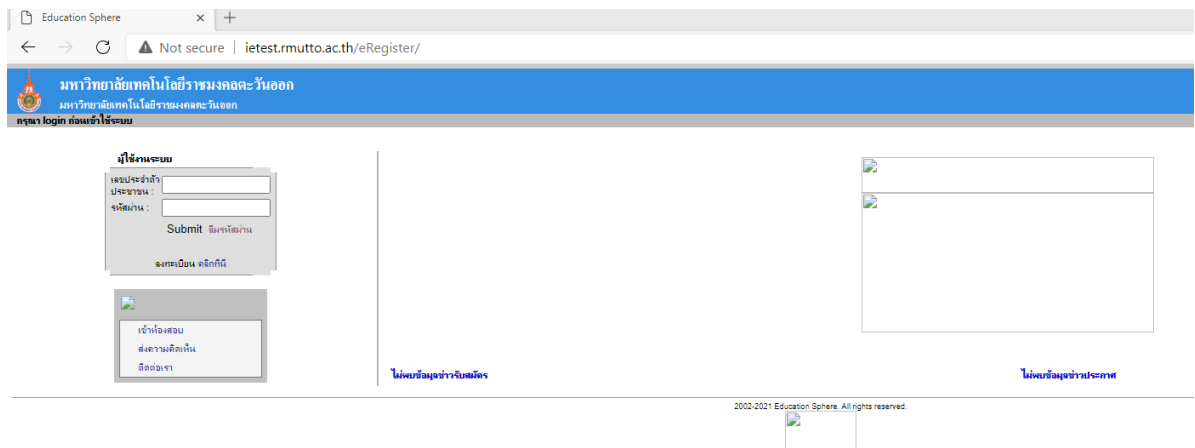 Education Sphere
Not secure | ietest.rmutto.ac.th/eRegister/
มหาวิทยาลัยเทคโนโลยีราชมงคลตะวันออก
มหาวิทยาลัยเทคโนโลยีราชมงคลตะวันออก
กรุณา login ก่อนเข้าใช้ระบบ
ผู้ใช้งานระบบ
เลขประจำตัว
ประชาชน :
รหัสผ่าน :
Submit ลืมรหัสผ่าน
ลงทะเบียน คลิกที่นี่
เข้าห้องสอบ
ส่งความคิดเห็น
ติดต่อเรา
ไม่พบข้อมูลข่าวรับสมัคร
ไม่พบข้อมูลข่าวประกาศ
2002-2021 Education Sphere. All rights reserved.